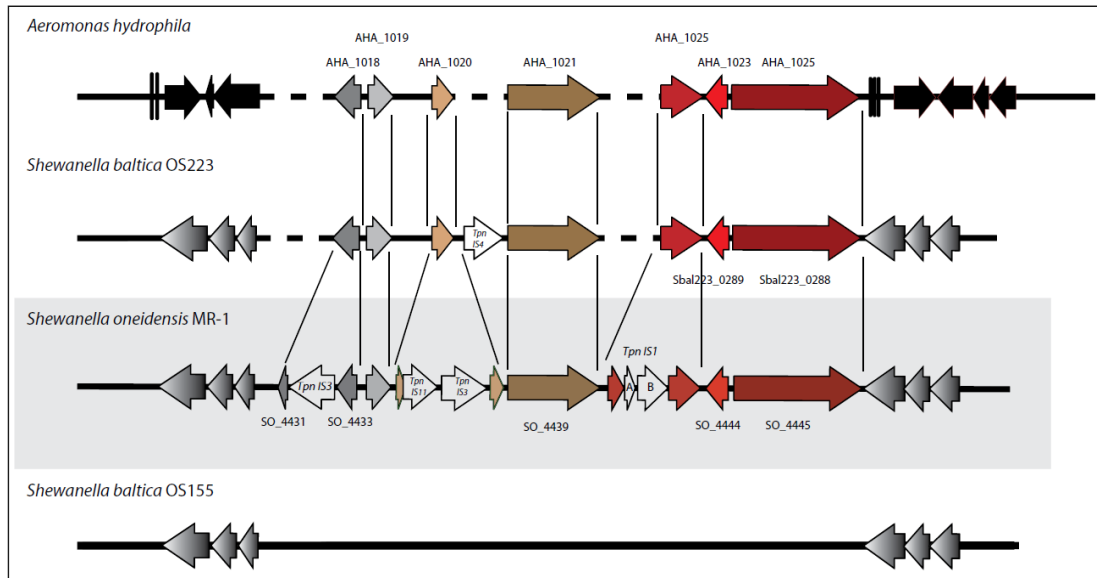 Aeromonas hydrophila
AHA_1019
AHA_1025
AHA_1018
AHA_1020
AHA_1021
AHA_1023
AHA_1025
Shewanella baltica OS223
Tpn
IS4
Sbal223_0289
Sbal223_0288
Shewanella oneidensis MR-1
Tpn IS1
Tpn IS3
Tpn
IS11
Tpn
IS3
A
B
SO_4431
SO_4433
SO_4439
SO_4444
SO_4445
Shewanella baltica OS155